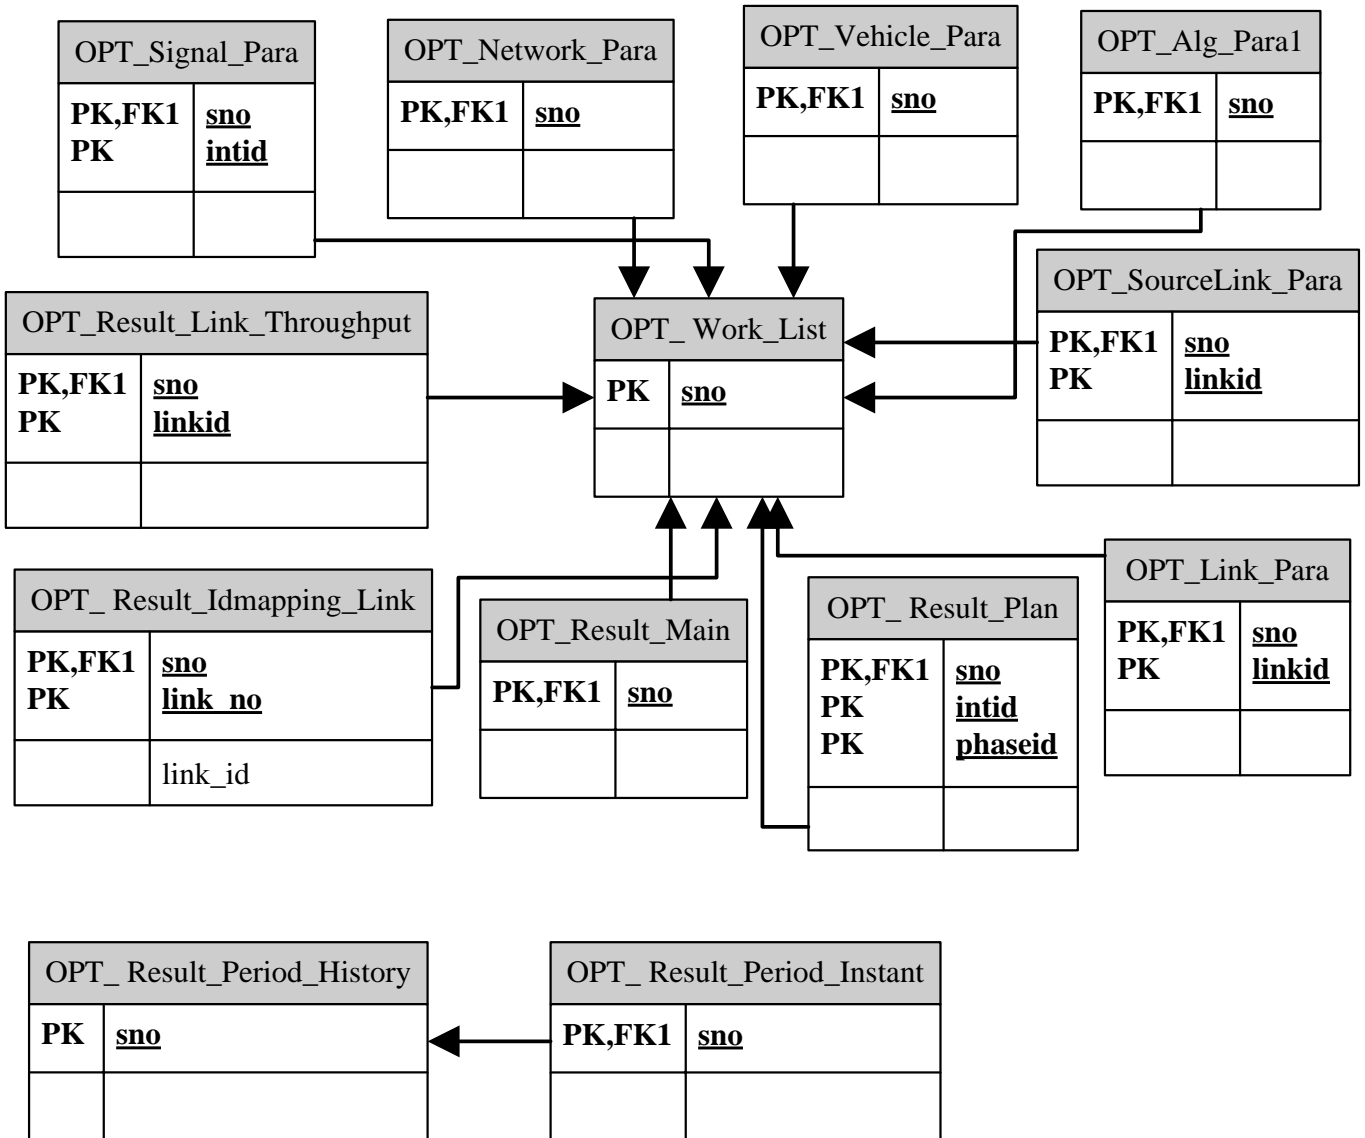 OPT_Signal_Para
PK,FK1 sno
PK intid
OPT_Network_Para
PK,FK1 sno
OPT_Vehicle_Para
PK,FK1 sno
OPT_Alg_Para1
PK,FK1 sno
OPT_Result_Link_Throughput
PK,FK1 sno
PK linkid
OPT_ Work_List
PK sno
OPT_SourceLink_Para
PK,FK1 sno
PK linkid
OPT_ Result_Idmapping_Link
PK,FK1 sno
PK link_no
link_id
OPT_Result_Main
PK,FK1 sno
OPT_ Result_Plan
PK,FK1 sno
PK intid
PK phaseid
OPT_Link_Para
PK,FK1 sno
PK linkid
OPT_ Result_Period_History
PK sno
OPT_ Result_Period_Instant
PK,FK1 sno